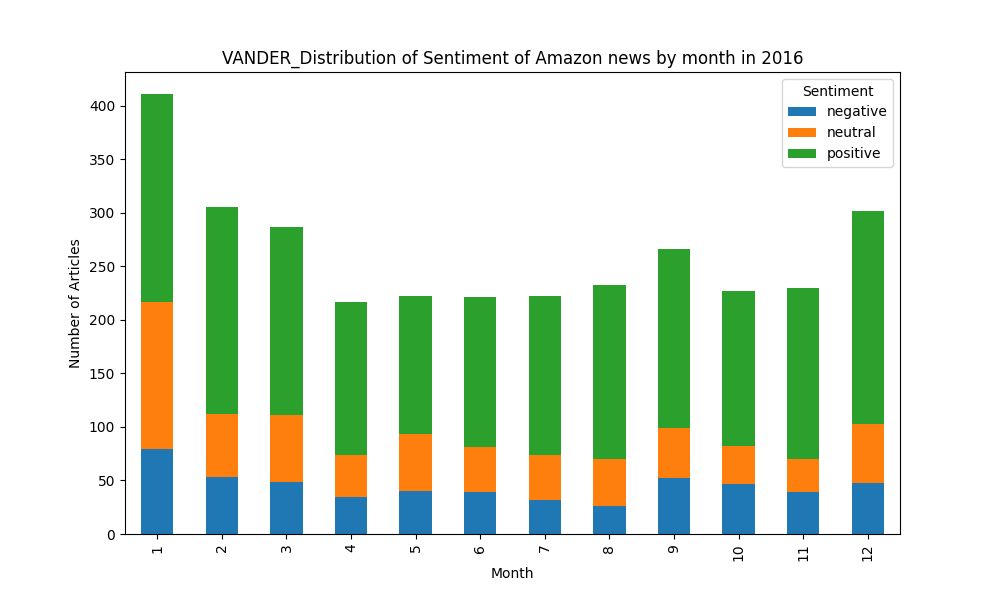 VANDER_Distribution of Sentiment of Amazon news by month in 2016
Sentiment
negative
neutral
positive
Number of Articles
400
350
300
250
200
150
100
50
0
1 2 3 4 5 6 7 8 9 10 11 12
Month